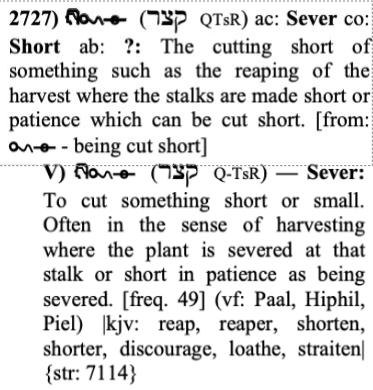 2727) (קצר QTsR) ac: Sever co:
Short ab: ?: The cutting short of
something such as the reaping of the
harvest where the stalks are made short or
patience which can be cut short. [from:
- being cut short]
V) (קצר Q-TsR) — Sever:
To cut something short or small.
Often in the sense of harvesting
where the plant is severed at that
stalk or short in patience as being
severed. [freq. 49] (vf: Paal, Hiphil,
Piel) |kjv: reap, reaper, shorten,
shorter, discourage, loathe, straiten|
{str: 7114}